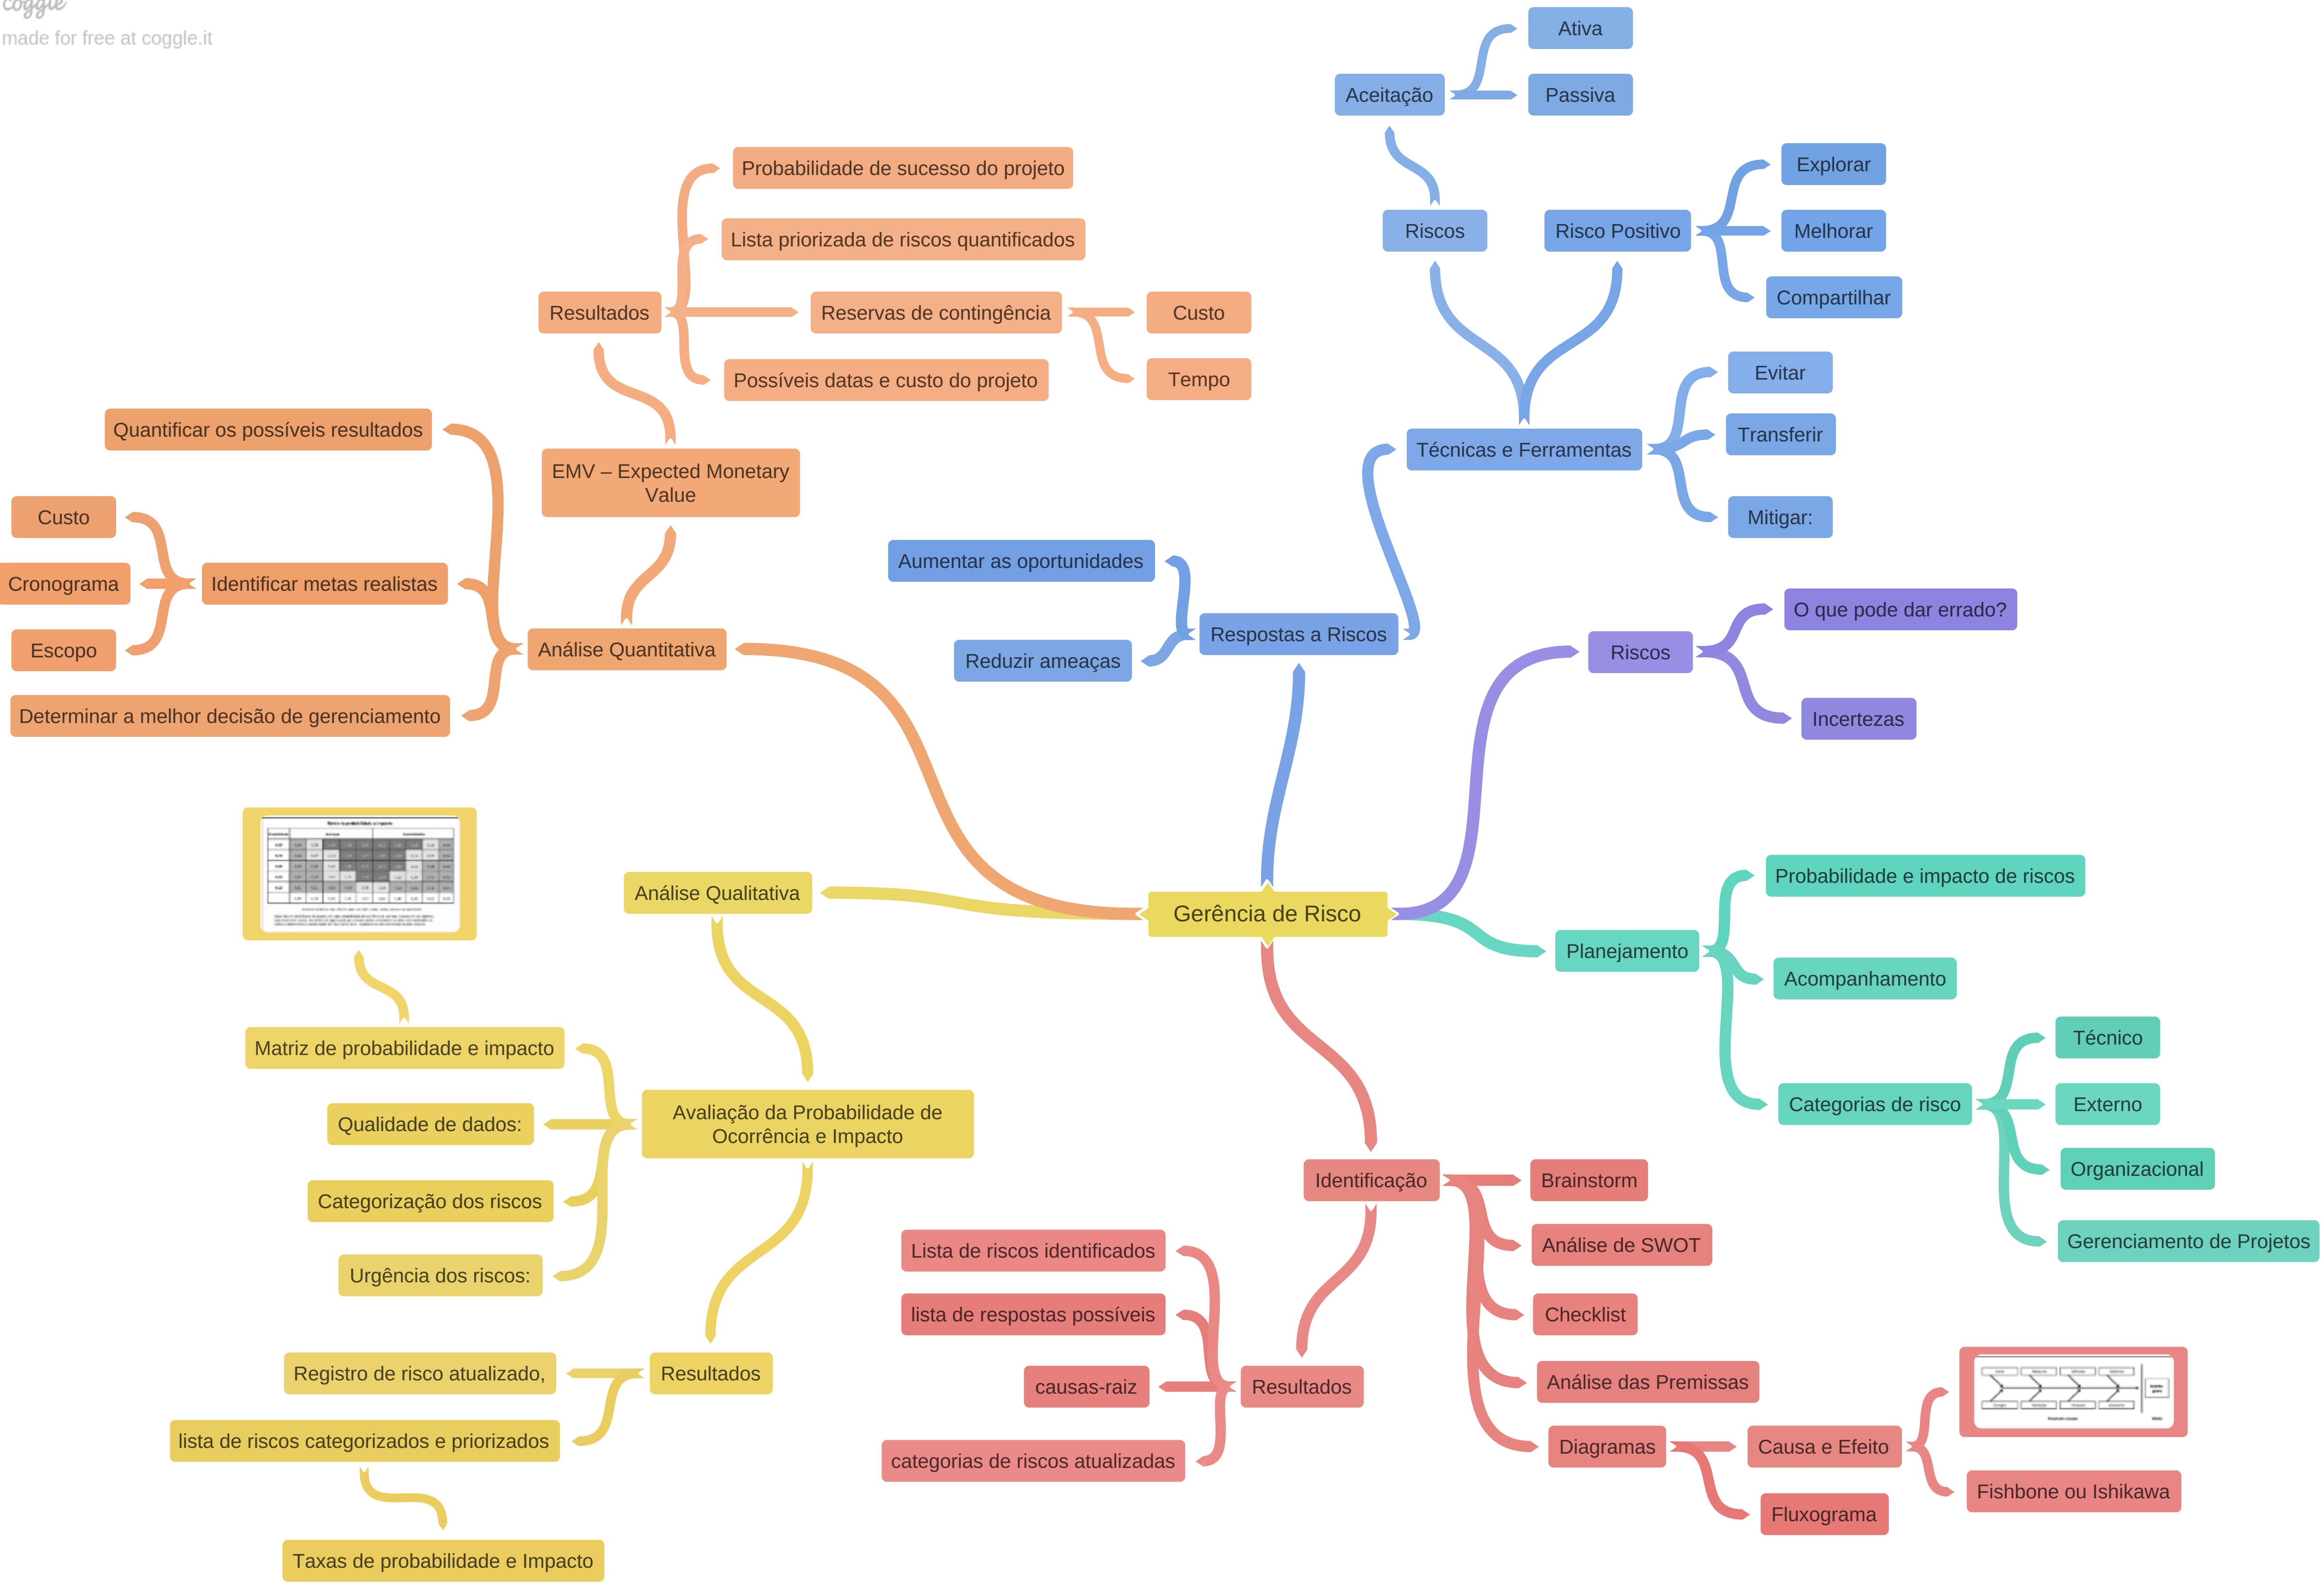 coggle
made for free at coggle.it
Ativa
Aceitação
Passiva
Probabilidade de sucesso do projeto
Explorar
Lista priorizada de riscos quantificados
Riscos
Risco Positivo
Melhorar
Resultados
Reservas de contingência
Custo
Compartilhar
Possíveis datas e custo do projeto
Tempo
Evitar
Quantificar os possíveis resultados
Técnicas e Ferramentas
Transferir
EMV – Expected Monetary
Value
Mitigar:
Custo
Cronograma
Identificar metas realistas
Escopo
Análise Quantitativa
Determinar a melhor decisão de gerenciamento
Aumentar as oportunidades
Reduzir ameaças
Respostas a Riscos
Riscos
O que pode dar errado?
Incertezas
Matriz de probabilidade e impacto
Análise Qualitativa
Gerência de Risco
Planejamento
Probabilidade e impacto de riscos
Acompanhamento
Categorias de risco
Técnico
Externo
Organizacional
Gerenciamento de Projetos
Matriz de probabilidade e impacto
Qualidade de dados:
Avaliação da Probabilidade de
Ocorrência e Impacto
Categorização dos riscos
Urgência dos riscos:
Resultados
Registro de risco atualizado,
lista de riscos categorizados e priorizados
Taxas de probabilidade e Impacto
Identificação
Brainstorm
Análise de SWOT
Checklist
Análise das Premissas
Diagramas
Causa e Efeito
Fishbone ou Ishikawa
Fluxograma
Lista de riscos identificados
lista de respostas possíveis
causas-raiz
Resultados
categorias de riscos atualizadas